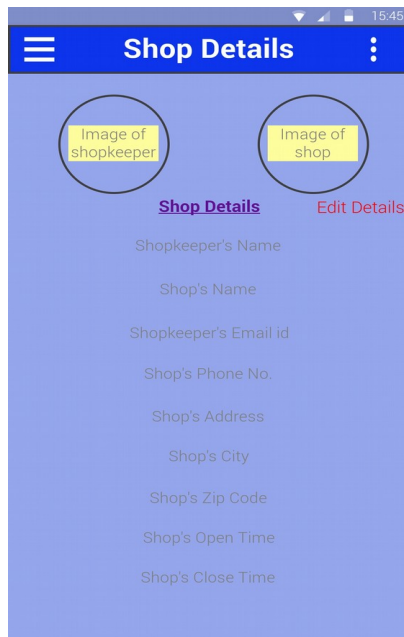 15:45
Shop Details
Image of
shopkeeper
Image of
shop
Shop Details
Edit Details
Shopkeeper's Name
Shop's Name
Shopkeeper's Email id
Shop's Phone No.
Shop's Address
Shop's City
Shop's Zip Code
Shop's Open Time
Shop's Close Time